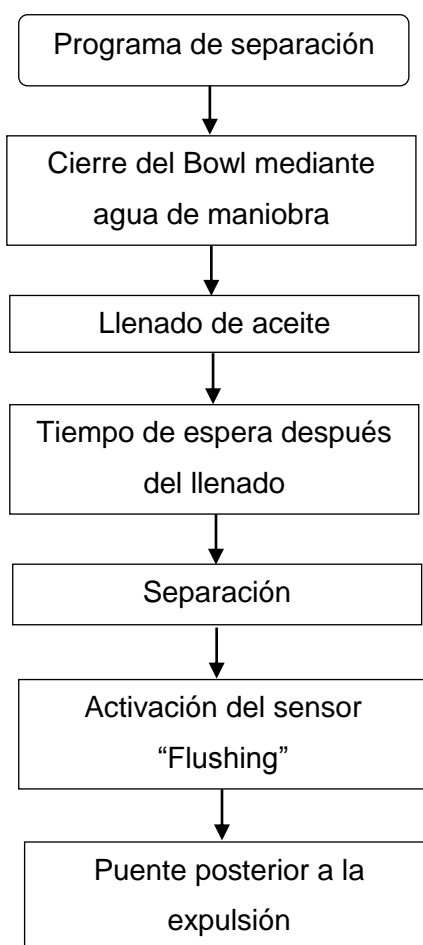 Programa de separación
Cierre del Bowl mediante
agua de maniobra
Llenado de aceite
Tiempo de espera después
del llenado
Separación
Activación del sensor
“Flushing”
Puente posterior a la
expulsión